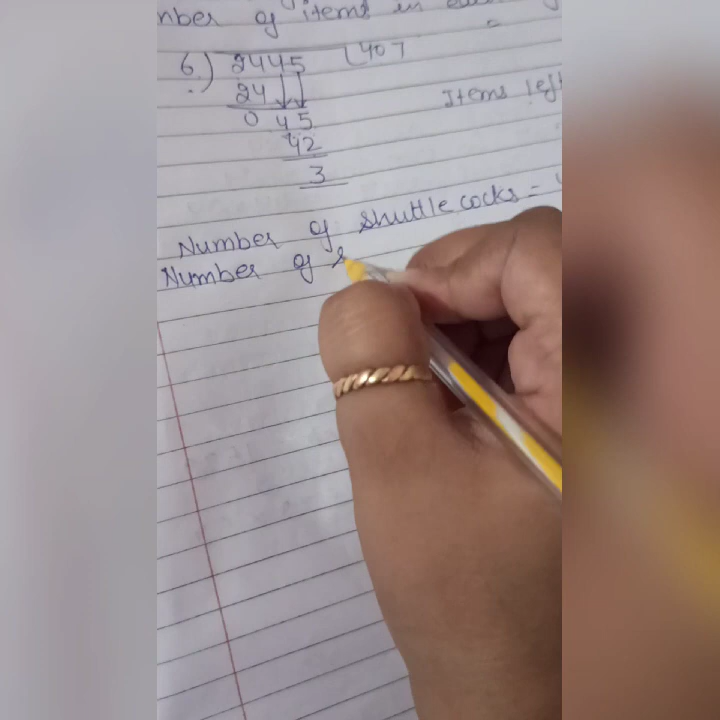 nber of items in
=
6) 2445 (407
24
Items left
0 45
42
3
Number of shuttle cocks =
Number of s